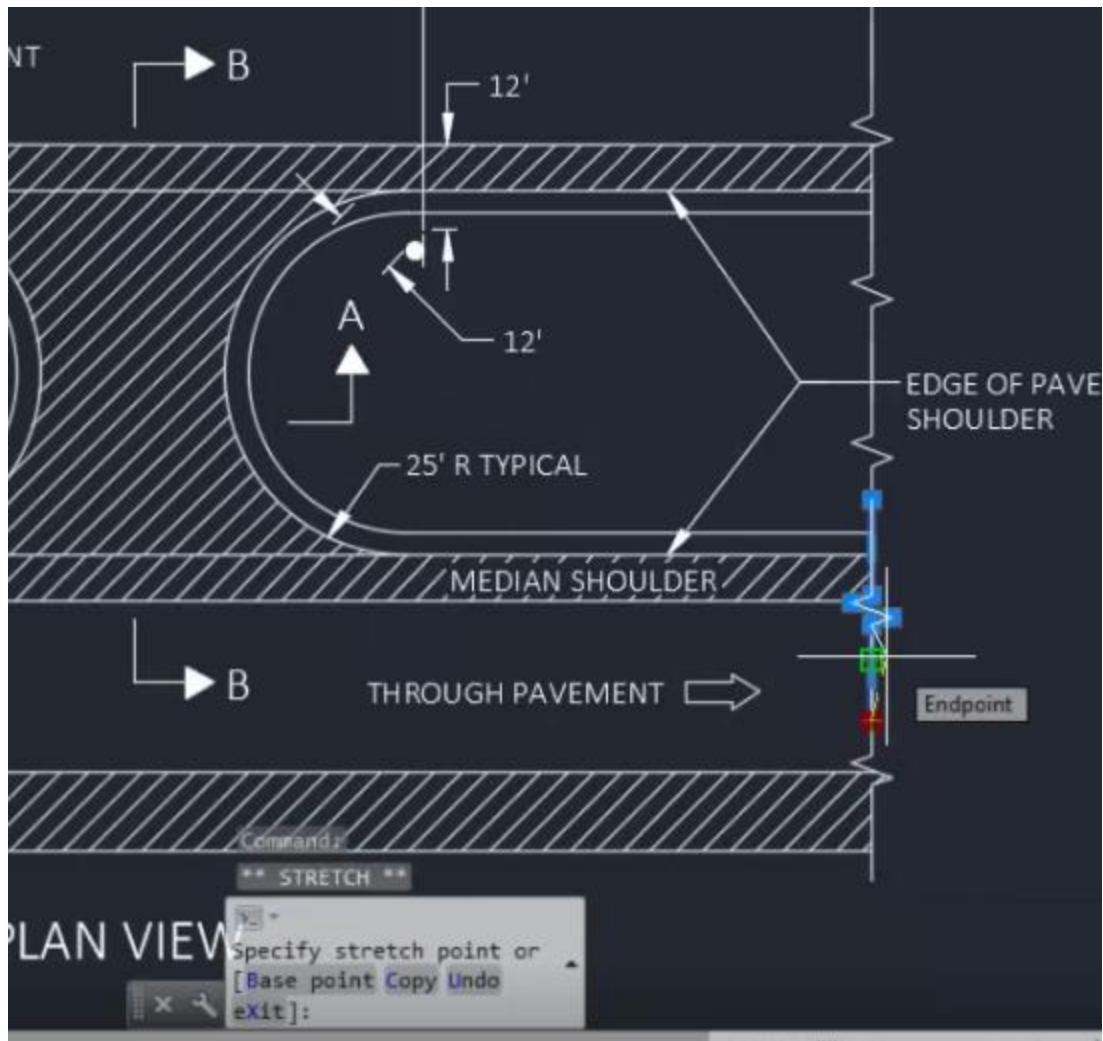 NT
B
12'
A
12'
EDGE OF PAVE
SHOULDER
25' R TYPICAL
MEDIAN SHOULDER
B
THROUGH PAVEMENT
Endpoint
Command:
** STRETCH **
PLAN VIEW
Specify stretch point or
[Base point Copy Undo
eXit]: